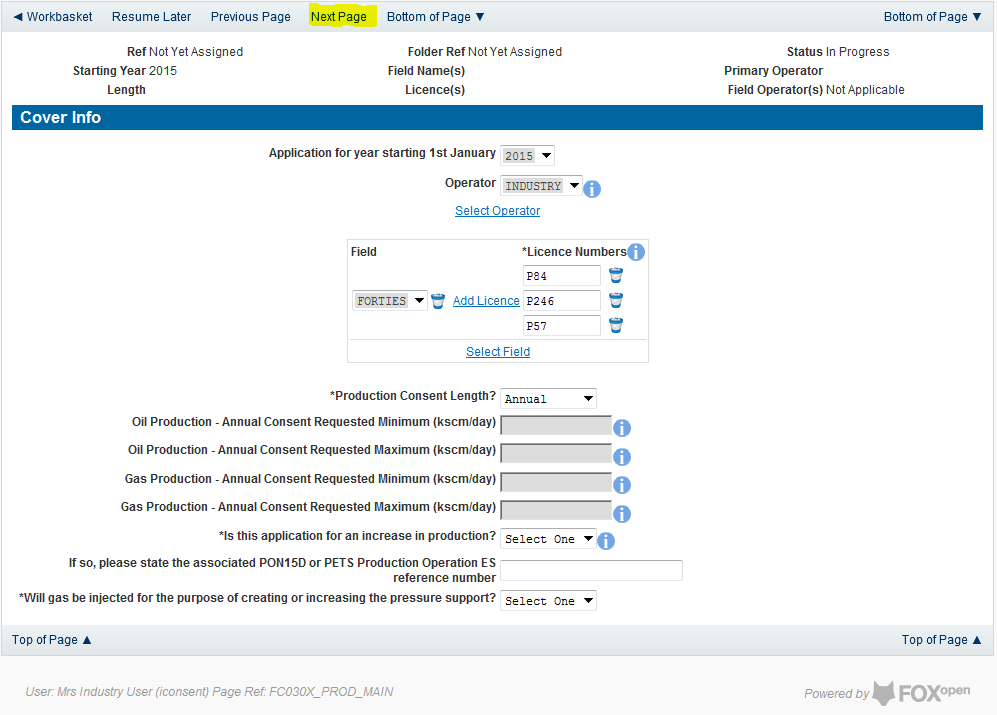 ◄ Workbasket Resume Later Previous Page Next Page Bottom of Page ▼ Bottom of Page ▼
Ref Not Yet Assigned Folder Ref Not Yet Assigned Status In Progress
Starting Year 2015 Field Name(s) Primary Operator
Length Licence(s) Field Operator(s) Not Applicable
Cover Info
Application for year starting 1st January 2015
Operator INDUSTRY
Select Operator
Field *Licence Numbers
P84
FORTIES Add Licence P246
P57
Select Field
*Production Consent Length? Annual
Oil Production - Annual Consent Requested Minimum (kscm/day)
Oil Production - Annual Consent Requested Maximum (kscm/day)
Gas Production - Annual Consent Requested Minimum (kscm/day)
Gas Production - Annual Consent Requested Maximum (kscm/day)
*Is this application for an increase in production? Select One
If so, please state the associated PON15D or PETS Production Operation ES
reference number
*Will gas be injected for the purpose of creating or increasing the pressure support? Select One
Top of Page ▲ Top of Page ▲
User: Mrs Industry User (iconsent) Page Ref: FC030X_PROD_MAIN Powered by FOXopen